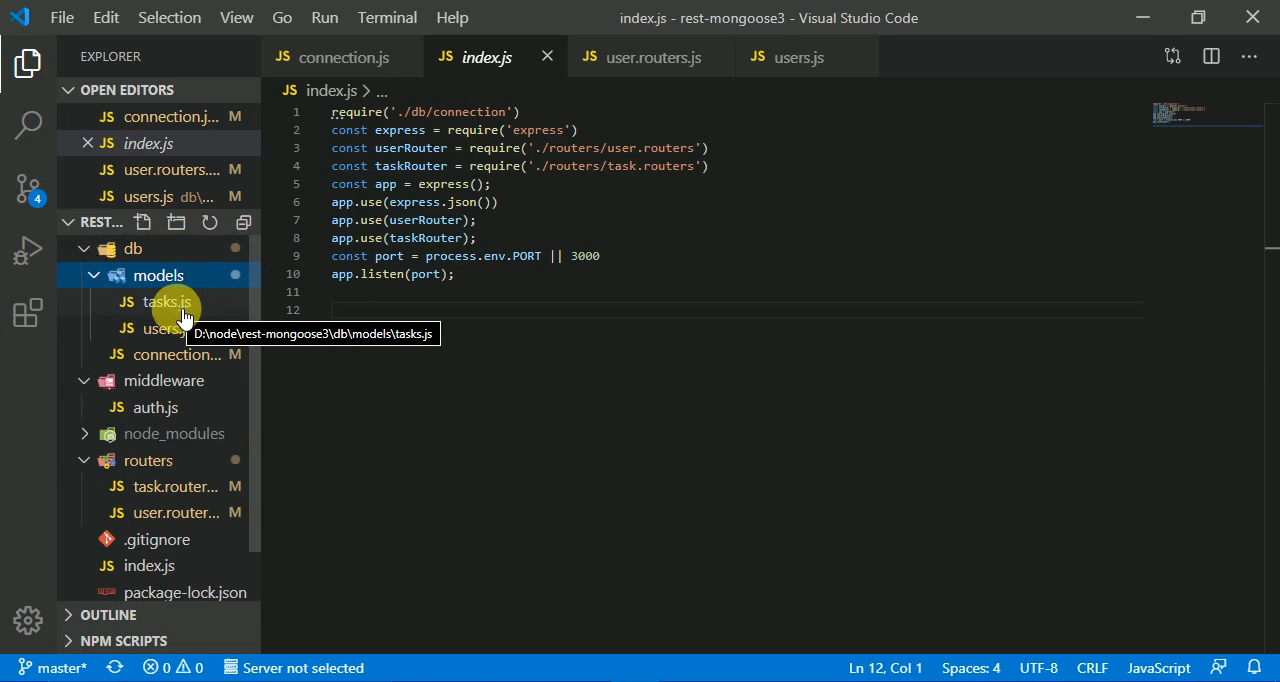 File Edit Selection View Go Run Terminal Help
index.js - rest-mongoose3 - Visual Studio Code
EXPLORER
JS connection.js
JS index.js
JS user.routers.js
JS users.js
OPEN EDITORS
JS connection.j... M
JS index.js
JS user.routers.... M
JS users.js db\... M
REST...
db
models
JS tasks.js
JS users.
JS connection... M
middleware
JS auth.js
node_modules
routers
JS task.router... M
JS user.router... M
.gitignore
JS index.js
package-lock.json
OUTLINE
NPM SCRIPTS
4
D:\node\rest-mongoose3\db\models\tasks.js
JS index.js > ...
1 require('./db/connection')
2 const express = require('express')
3 const userRouter = require('./routers/user.routers')
4 const taskRouter = require('./routers/task.routers')
5 const app = express();
6 app.use(express.json())
7 app.use(userRouter);
8 app.use(taskRouter);
9 const port = process.env.PORT || 3000
10 app.listen(port);
11
12
master* 0 0 Server not selected
Ln 12, Col 1 Spaces: 4 UTF-8 CRLF JavaScript